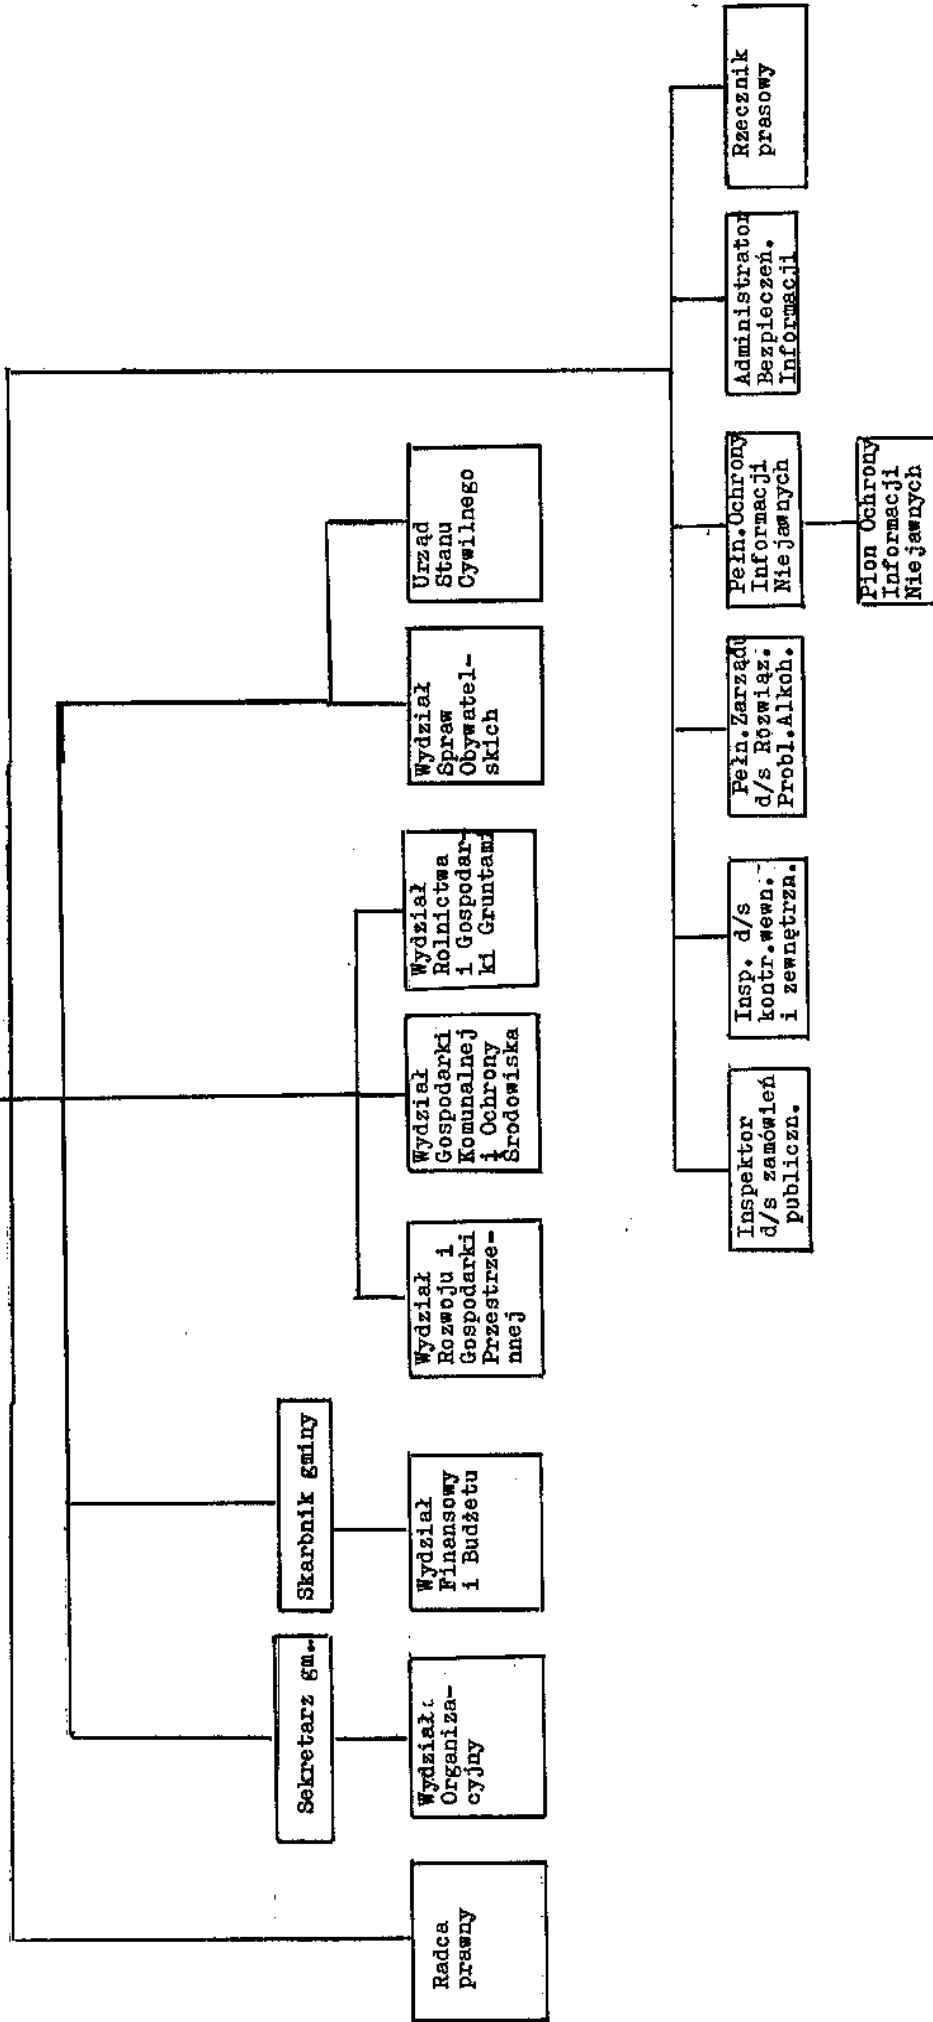 Radca
prawny
Sekretarz gm.
Wydział
Organiza-
cyjny
Skarbnik gminy
Wydział
Finansowy
i Budżetu
Wydział
Rozwoju i
Gospodarki
Przestrze-
nnej
Wydział
Gospodarki
Komunalnej
i Ochrony
Środowiska
Wydział
Rolnictwa
i Gospodar-
ki Gruntami
Wydział
Spraw
Obywatel-
skich
Urząd
Stanu
Cywilnego
Inspektor
d/s zamówień
publiczn.
Insp. d/s
kontr.wewn.
i zewnętrzn.
Pełn.Zarządu
d/s Rozwiąz.
Probl.Alkoh.
Pełn.Ochrony
Informacji
Niejawnych
Pion Ochrony
Informacji
Niejawnych
Administrator
Bezpieczeń.
Informacji
Rzecznik
prasowy